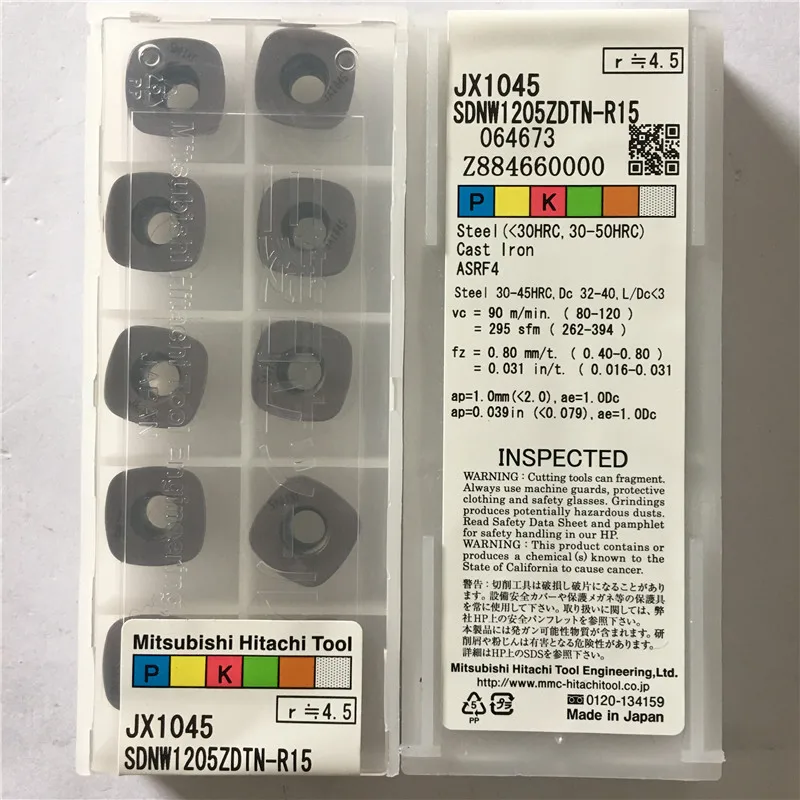 PP
Mitsubishi Hitachi Tool Engineering
JAPAN
Mitsubishi Hitachi Tool
P K
r≒4.5
JX1045
SDNW1205ZDTN-R15
r≒4.5
JX1045
SDNW1205ZDTN-R15
064673
Z884660000
P K
Steel(<30HRC,30-50HRC)
Cast Iron
ASRF4
Steel 30-45HRC,Dc 32-40,L/Dc<3
vc = 90 m/min. ( 80-120 )
= 295 sfm ( 262-394 )
fz = 0.80 mm/t. ( 0.40-0.80 )
= 0.031 in/t. ( 0.016-0.031
ap=1.0mm(<2.0),ae=1.0Dc
ap=0.039in (<0.079),ae=1.0Dc
INSPECTED
WARNING : Cutting tools can fragment.
Always use machine guards, protective
clothing and safety glasses. Grindings
produces potentially hazardous dusts.
Read Safety Data Sheet and pamphlet
for safety handling in our HP.
WARNING : This product contains or
produces a chemical(s) known to the
State of California to cause cancer.
警告：切削工具は破損し破片になることがあり
ます。設備安全カバーや保護メガネ等の保護具
を常に使用して下さい。取り扱いに関しては、弊
社HP上の安全パンフレットを参照下さい。
本製品には発ガン可能性物質が含まれます。研
削屑や粉じんは有害となる危険性があります。
詳細はHP上のSDSを参照下さい。
Mitsubishi Hitachi Tool Engineering,Ltd.
http://www.mmc-hitachitool.co.jp
0120-134159
Made in Japan
5
PP
プラ